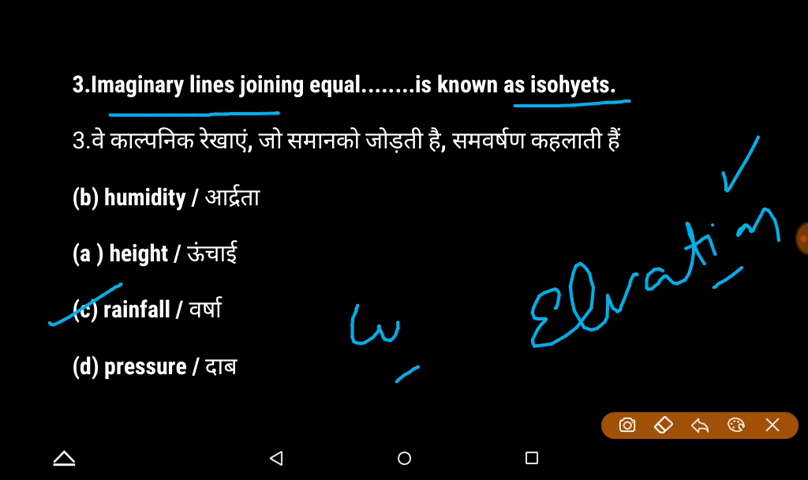 3.Imaginary lines joining equal........is known as isohyets.
3.वे काल्पनिक रेखाएं, जो समानको जोड़ती है, समवर्षण कहलाती हैं
(b) humidity / आर्द्रता
(a ) height / ऊंचाई
(c) rainfall / वर्षा
(d) pressure / दाब